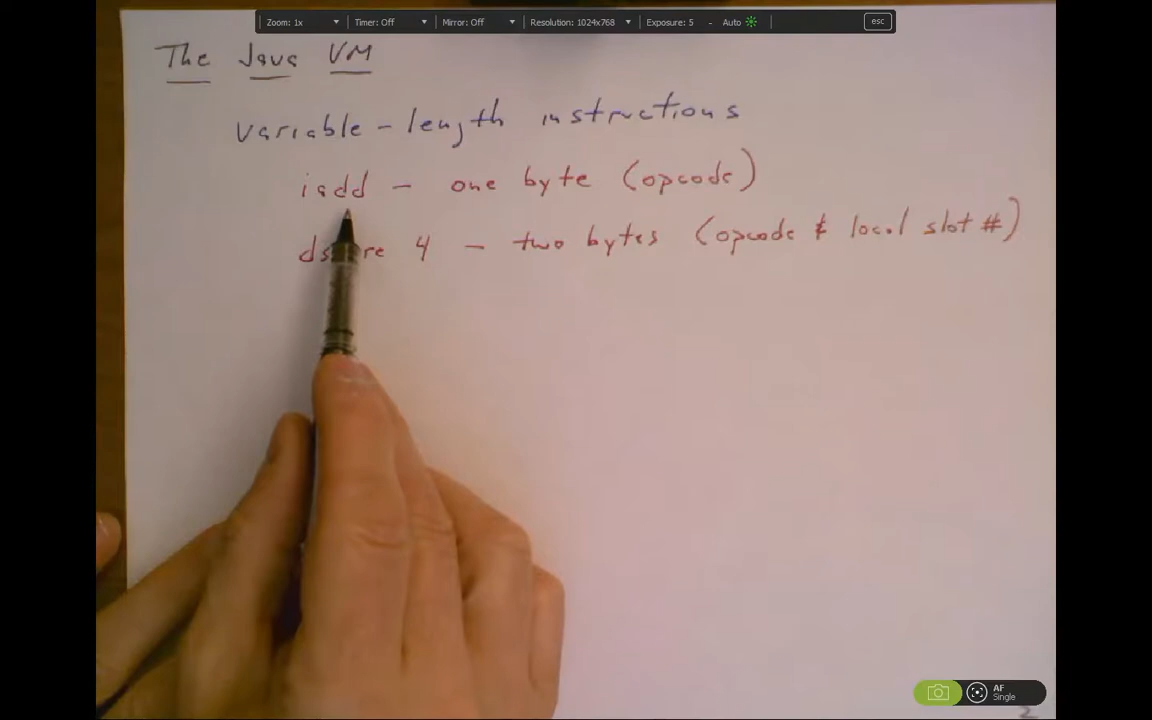 Zoom: 1x Timer: Off Mirror: Off Resolution: 1024x768 Exposure: 5 - Auto esc
The Java VM
variable-length instructions
iadd - one byte (opcode)
4 - two bytes (opcode & local slot #)
AF
Single
2